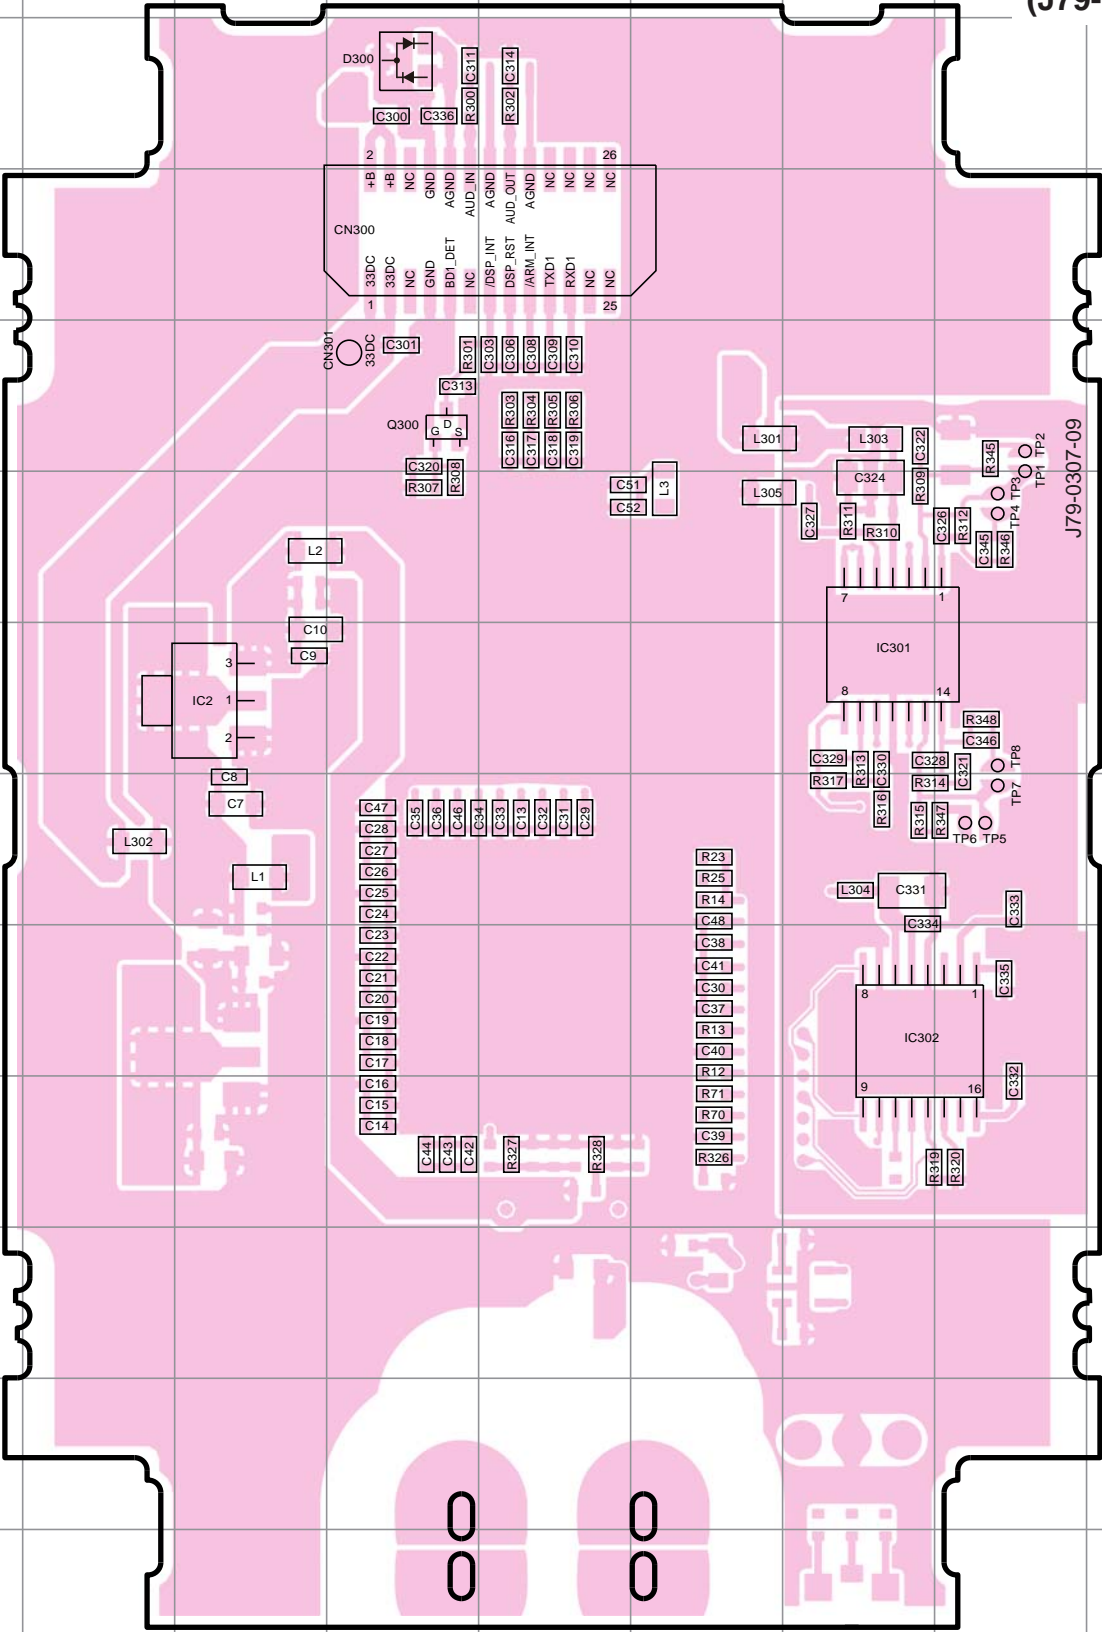 (J79-
D300
C311
C314
C300
C336
R300
R302
2
26
+B
+B
NC
GND
AGND
AUD_IN
AGND
AUD_OUT
AGND
NC
NC
NC
NC
CN300
33DC
33DC
NC
GND
BD1_DET
NC
/DSP_INT
DSP_RST
/ARM_INT
TXD1
RXD1
NC
NC
1
25
CN301
33DC
C301
R301
C303
C306
C308
C309
C310
C313
Q300
G
D
S
R303
R304
R305
R306
C316
C317
C318
C319
C320
R307
R308
C51
C52
L3
L301
L303
C322
R345
TP2
TP1
L305
C324
R309
TP3
TP4
J79-0307-09
C327
R311
R310
C326
R312
C345
R346
L2
C10
C9
7
1
IC301
8
14
3
IC2
1
2
R348
C346
C329
R313
C330
C328
C321
TP8
R317
R314
TP7
R316
R315
R347
TP6
TP5
C8
C7
L302
L1
C47
C28
C27
C26
C25
C24
C23
C22
C21
C20
C19
C18
C17
C16
C15
C14
C35
C36
C46
C34
C33
C13
C32
C31
C29
R23
R25
R14
C48
C38
C41
C30
C37
R13
C40
R12
R71
R70
C39
R326
L304
C331
C333
C334
C335
8
1
IC302
9
16
C332
C44
C43
C42
R327
R328
R319
R320